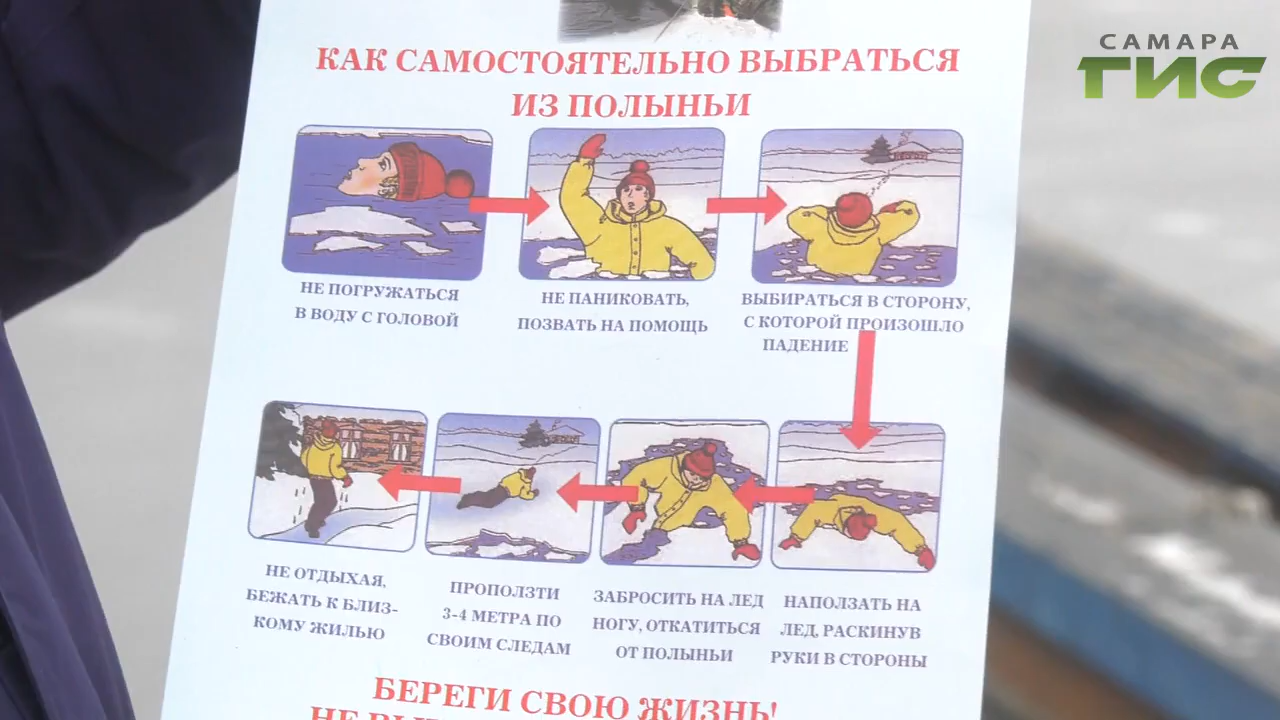 САМАРА
ГИС
КАК САМОСТОЯТЕЛЬНО ВЫБРАТЬСЯ
ИЗ ПОЛЫНЬИ
НЕ ПОГРУЖАТЬСЯ
В ВОДУ С ГОЛОВОЙ
НЕ ПАНИКОВАТЬ,
ПОЗВАТЬ НА ПОМОЩЬ
ВЫБИРАТЬСЯ В СТОРОНУ,
С КОТОРОЙ ПРОИЗОШЛО
ПАДЕНИЕ
НЕ ОТДЫХАЯ,
БЕЖАТЬ К БЛИЗ-
КОМУ ЖИЛЬЮ
ПРОПОЛЗТИ
3-4 МЕТРА ПО
СВОИМ СЛЕДАМ
ЗАБРОСИТЬ НА ЛЕД
НОГУ, ОТКАТИТЬСЯ
ОТ ПОЛЫНЬИ
НАПОЛЗАТЬ НА
ЛЕД, РАСКИНУВ
РУКИ В СТОРОНЫ
БЕРЕГИ СВОЮ ЖИЗНЬ!
НЕ